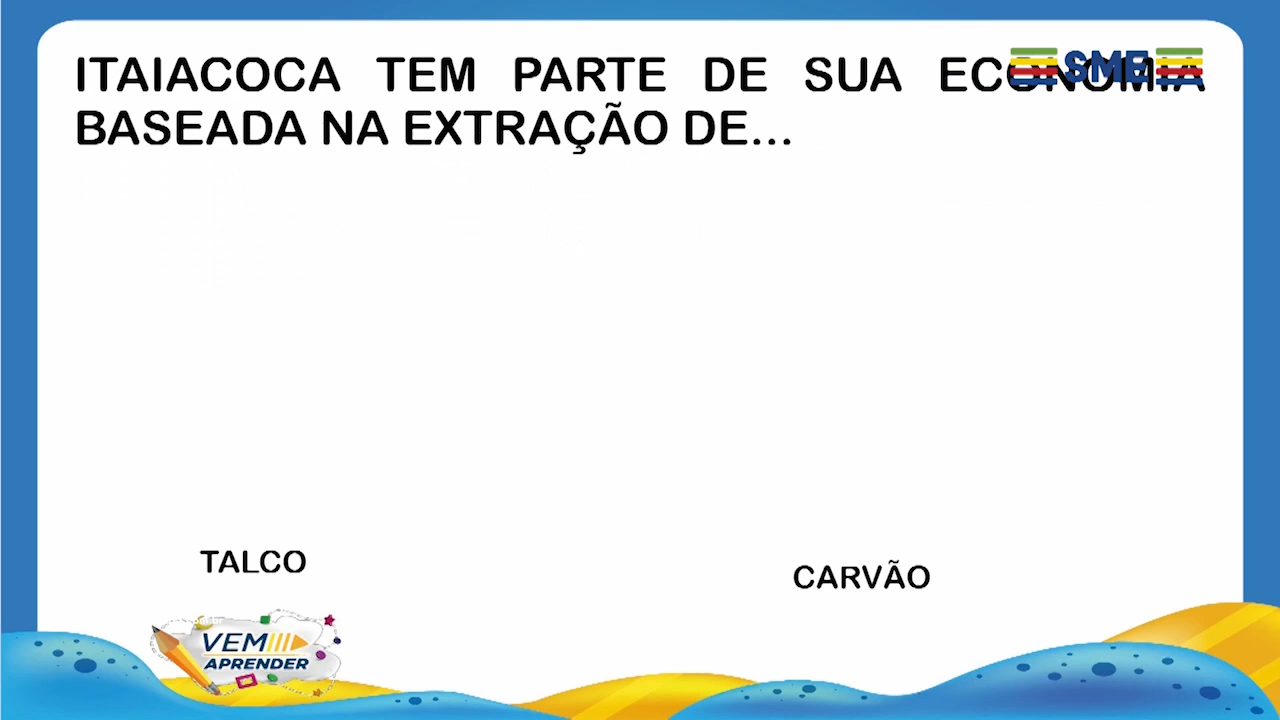 ITAIACOCA TEM PARTE DE SUA ECONOMIA
BASEADA NA EXTRAÇÃO DE...
SME
TALCO
CARVÃO
VEM
APRENDER